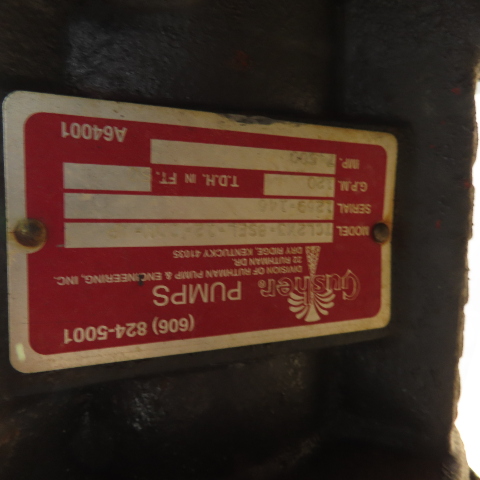 (606) 824-5001
Gusher PUMPS
DIVISION OF RUTHMAN PUMP & ENGINEERING, INC.
22 RUTHMAN DR.
DRY RIDGE, KENTUCKY 41035
MODEL
SERIAL
G.P.M. 120 T.D.H. IN FT.
IMP.
A64001